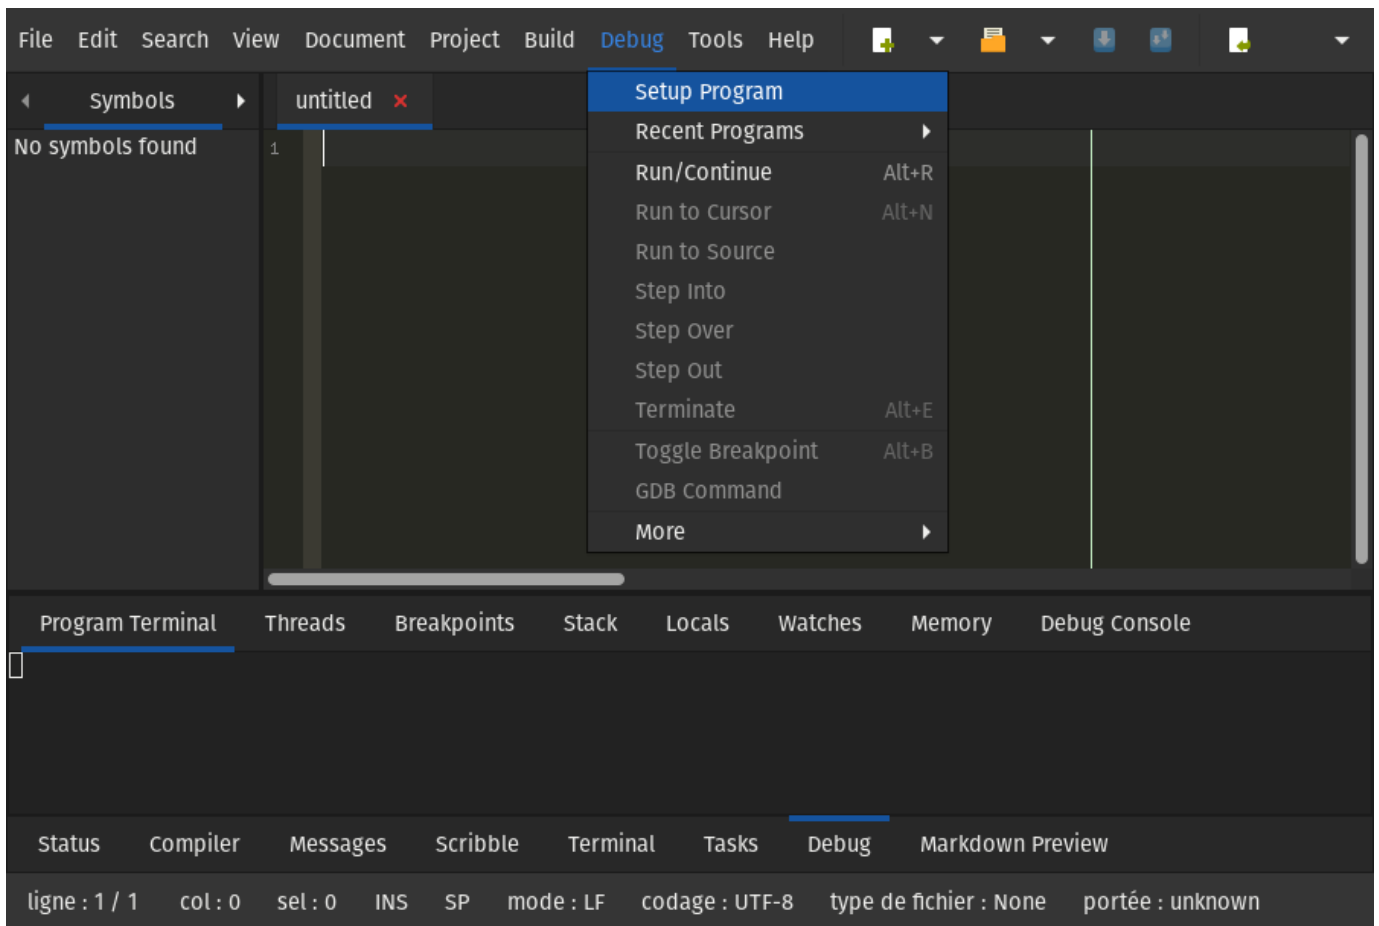 File Edit Search View Document Project Build Debug Tools Help
Symbols
untitled
No symbols found
1
Setup Program
Recent Programs
Run/Continue Alt+R
Run to Cursor Alt+N
Run to Source
Step Into
Step Over
Step Out
Terminate Alt+E
Toggle Breakpoint Alt+B
GDB Command
More
Program Terminal Threads Breakpoints Stack Locals Watches Memory Debug Console
Status Compiler Messages Scribble Terminal Tasks Debug Markdown Preview
ligne : 1 / 1 col : 0 sel : 0 INS SP mode : LF codage : UTF-8 type de fichier : None portée : unknown